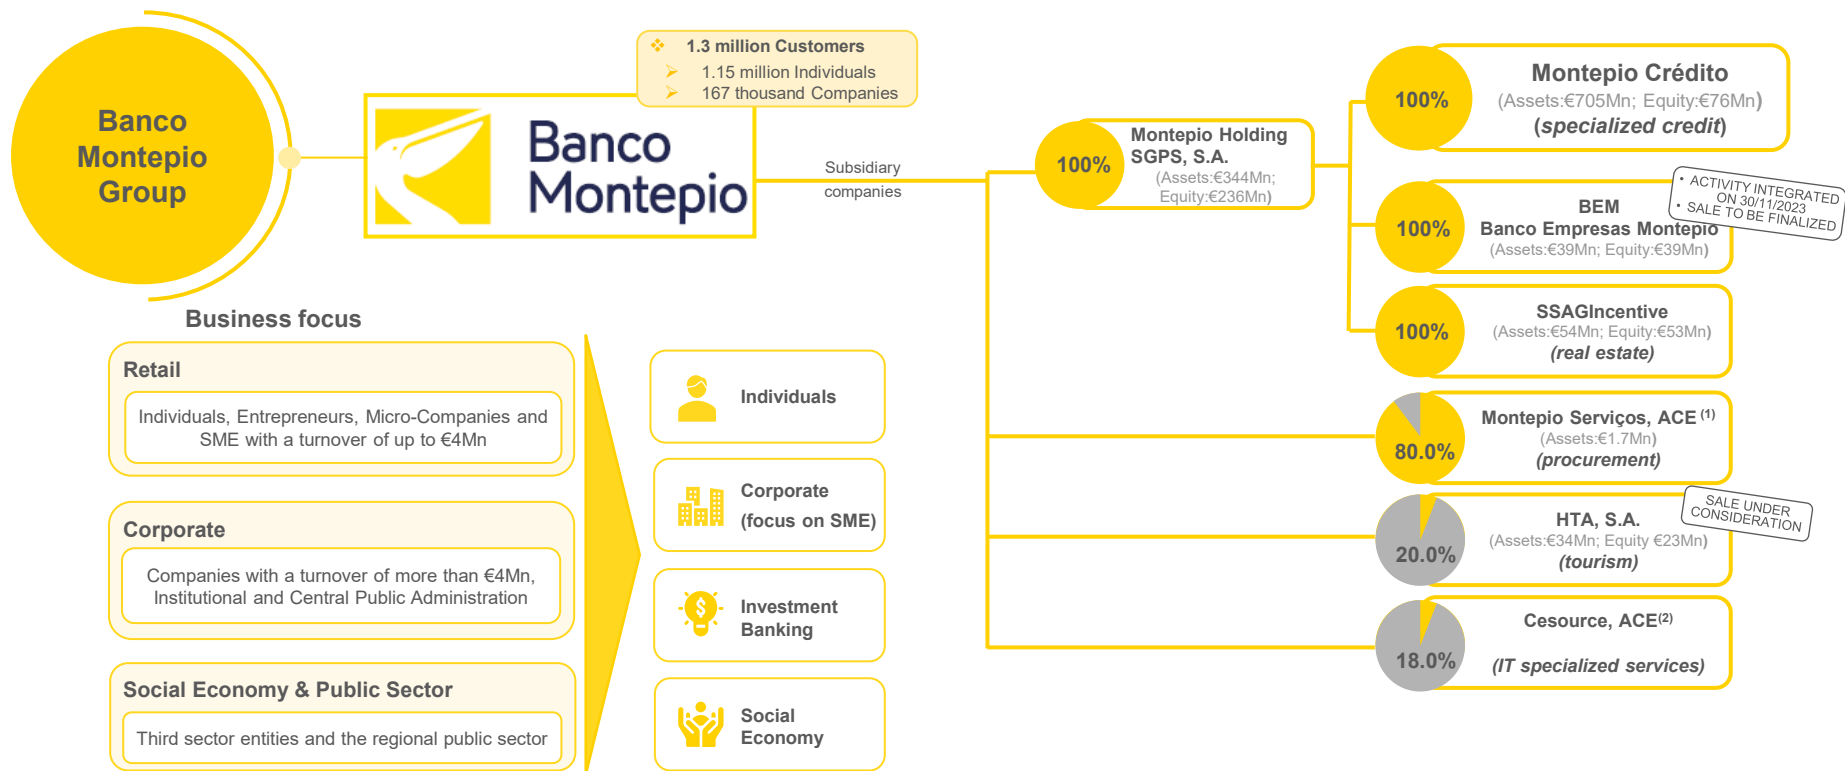 Banco
Montepio
Group
❖ 1.3 million Customers
➢ 1.15 million Individuals
➢ 167 thousand Companies
Banco
Montepio
Subsidiary
companies
100%
Montepio Holding
SGPS, S.A.
(Assets:€344Mn;
Equity:€236Mn)
100%
Montepio Crédito
(Assets:€705Mn; Equity:€76Mn)
(specialized credit)
100%
BEM
Banco Empresas Montepio
(Assets:€39Mn; Equity:€39Mn)
• ACTIVITY INTEGRATED
ON 30/11/2023
• SALE TO BE FINALIZED
100%
SSAGIncentive
(Assets:€54Mn; Equity:€53Mn)
(real estate)
80.0%
Montepio Serviços, ACE (1)
(Assets:€1.7Mn)
(procurement)
20.0%
HTA, S.A.
(Assets:€34Mn; Equity €23Mn)
(tourism)
SALE UNDER
CONSIDERATION
18.0%
Cesource, ACE(2)
(IT specialized services)
Business focus
Retail
Individuals, Entrepreneurs, Micro-Companies and
SME with a turnover of up to €4Mn
Corporate
Companies with a turnover of more than €4Mn,
Institutional and Central Public Administration
Social Economy & Public Sector
Third sector entities and the regional public sector
Individuals
Corporate
(focus on SME)
Investment
Banking
Social
Economy